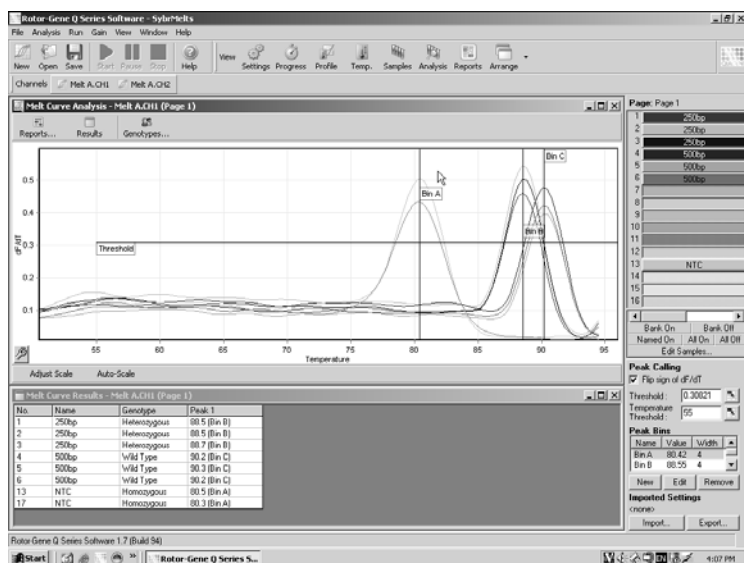 Rotor-Gene Q Series Software - SybrMelts
File Analysis Run Gain View Window Help
New Open Save Start Pause Stop Help View Settings Progress Profile Temp. Samples Analysis Reports Arrange
Channels Melt A.CH1 Melt A.CH2
Melt Curve Analysis - Melt A.CH1 (Page 1)
Reports... Results Genotypes...
Bin C
Bin A
Bin B
Threshold
dF/dT
0.5
0.4
0.3
0.2
0.1
55 60 65 70 75 80 85 90 95
Temperature
Adjust Scale Auto-Scale
Melt Curve Results - Melt A.CH1 (Page 1)
No. Name Genotype Peak 1
1 250bp Heterozygous 88.5 (Bin B)
2 250bp Heterozygous 88.5 (Bin B)
3 250bp Heterozygous 88.7 (Bin B)
4 500bp Wild Type 90.2 (Bin C)
5 500bp Wild Type 90.3 (Bin C)
6 500bp Wild Type 90.2 (Bin C)
13 NTC Homozygous 80.5 (Bin A)
17 NTC Homozygous 80.3 (Bin A)
Page: Page 1
1 250bp
2 250bp
3 250bp
4 500bp
5 500bp
6 500bp
7
8
9
10
11
12
13 NTC
14
15
16
Bank On Bank Off
Named On All On All Off
Edit Samples...
Peak Calling
Flip sign of dF/dT
Threshold : 0.30821
Temperature Threshold : 55
Peak Bins
Name Value Width
Bin A 80.42 4
Bin B 88.55 4
New Edit Remove
Imported Settings
<none>
Import... Export...
Rotor-Gene Q Series Software 1.7 (Build 94)
Start Rotor-Gene Q Series S... EN 4:07 PM